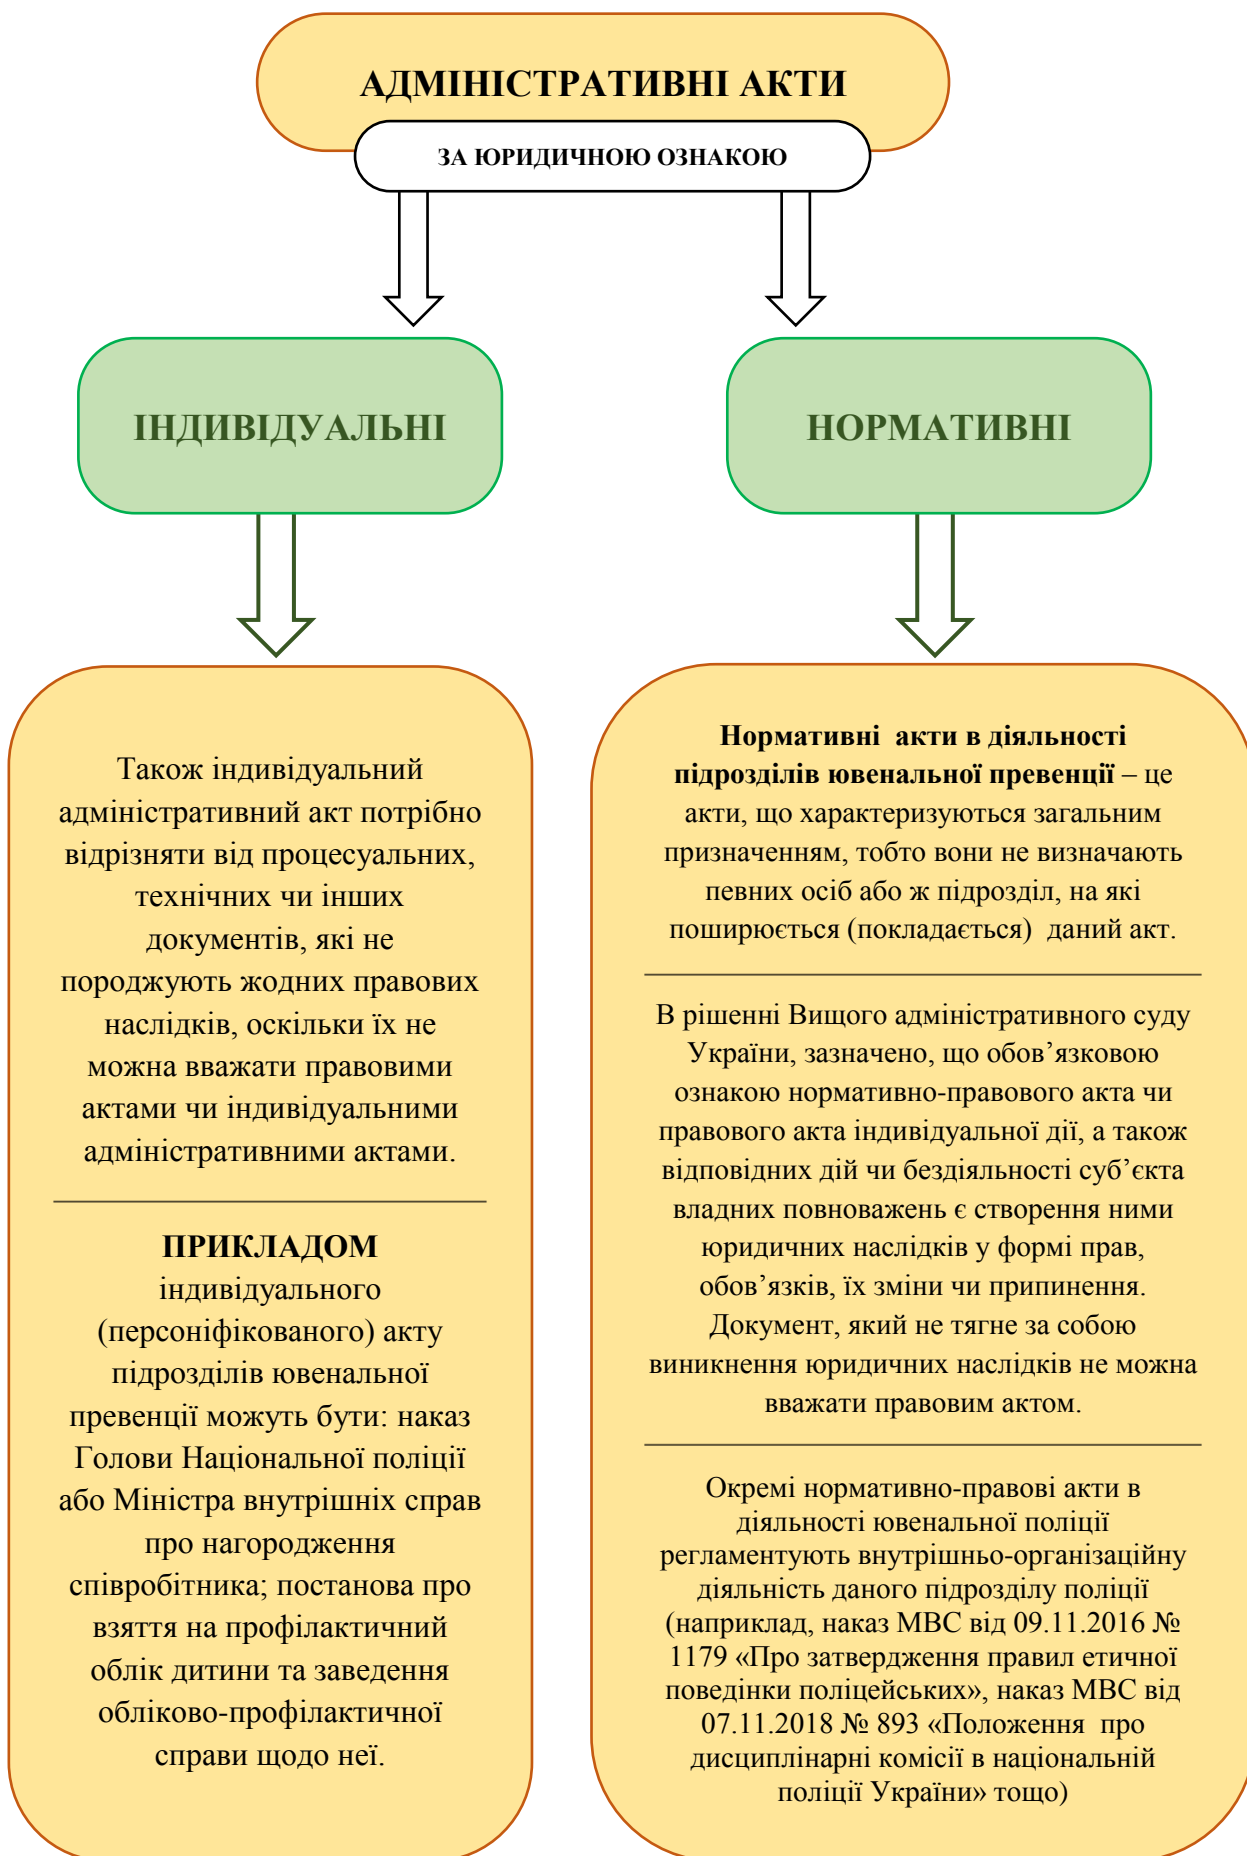 АДМІНІСТРАТИВНІ АКТИ
ЗА ЮРИДИЧНОЮ ОЗНАКОЮ
ІНДИВІДУАЛЬНІ
НОРМАТИВНІ
Також індивідуальний
адміністративний акт потрібно
відрізняти від процесуальних,
технічних чи інших
документів, які не
породжують жодних правових
наслідків, оскільки їх не
можна вважати правовими
актами чи індивідуальними
адміністративними актами.
ПРИКЛАДОМ
індивідуального
(персоніфікованого) акту
підрозділів ювенальної
превенції можуть бути: наказ
Голови Національної поліції
або Міністра внутрішніх справ
про нагородження
співробітника; постанова про
взяття на профілактичний
облік дитини та заведення
обліково-профілактичної
справи щодо неї.
Нормативні  акти в діяльності
підрозділів ювенальної превенції – це
акти, що характеризуються загальним
призначенням, тобто вони не визначають
певних осіб або ж підрозділ, на які
поширюється (покладається)  даний акт.
В рішенні Вищого адміністративного суду
України, зазначено, що обов’язковою
ознакою нормативно-правового акта чи
правового акта індивідуальної дії, а також
відповідних дій чи бездіяльності суб’єкта
владних повноважень є створення ними
юридичних наслідків у формі прав,
обов’язків, їх зміни чи припинення.
Документ, який не тягне за собою
виникнення юридичних наслідків не можна
вважати правовим актом.
Окремі нормативно-правові акти в
діяльності ювенальної поліції
регламентують внутрішньо-організаційну
діяльність даного підрозділу поліції
(наприклад, наказ МВС від 09.11.2016 №
1179 «Про затвердження правил етичної
поведінки поліцейських», наказ МВС від
07.11.2018 № 893 «Положення  про
дисциплінарні комісії в національній
поліції України» тощо)